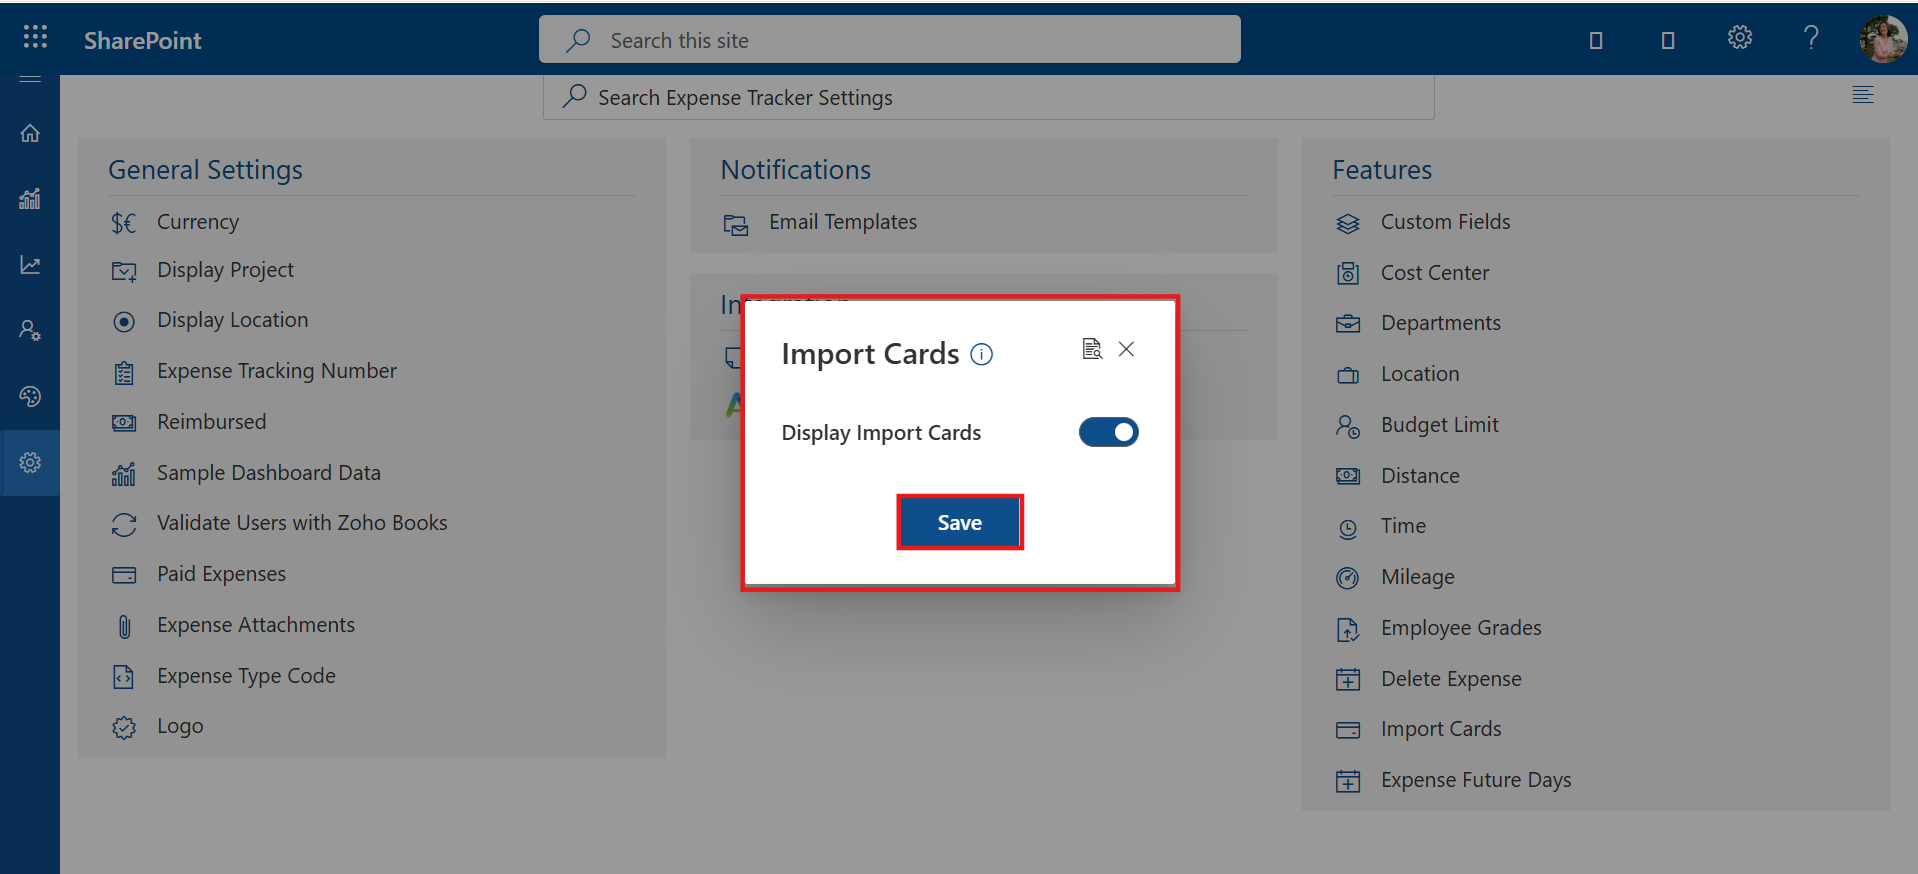 SharePoint
Search this site
Search Expense Tracker Settings
General Settings
Currency
Display Project
Display Location
Expense Tracking Number
Reimbursed
Sample Dashboard Data
Validate Users with Zoho Books
Paid Expenses
Expense Attachments
Expense Type Code
Logo
Notifications
Email Templates
Integration
Import Cards
Display Import Cards
Save
Features
Custom Fields
Cost Center
Departments
Location
Budget Limit
Distance
Time
Mileage
Employee Grades
Delete Expense
Import Cards
Expense Future Days